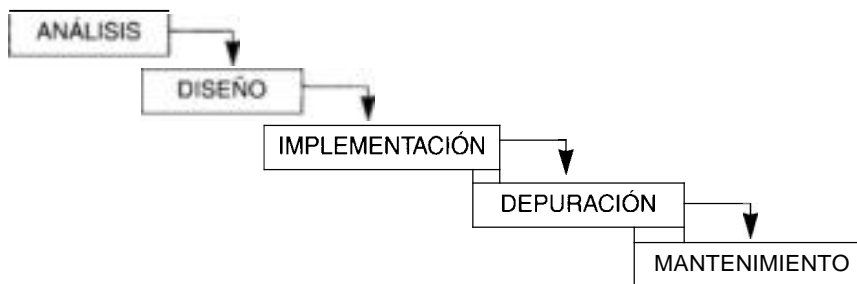 ANÁLISIS
DISEÑO
IMPLEMENTACIÓN
DEPURACIÓN
MANTENIMIENTO